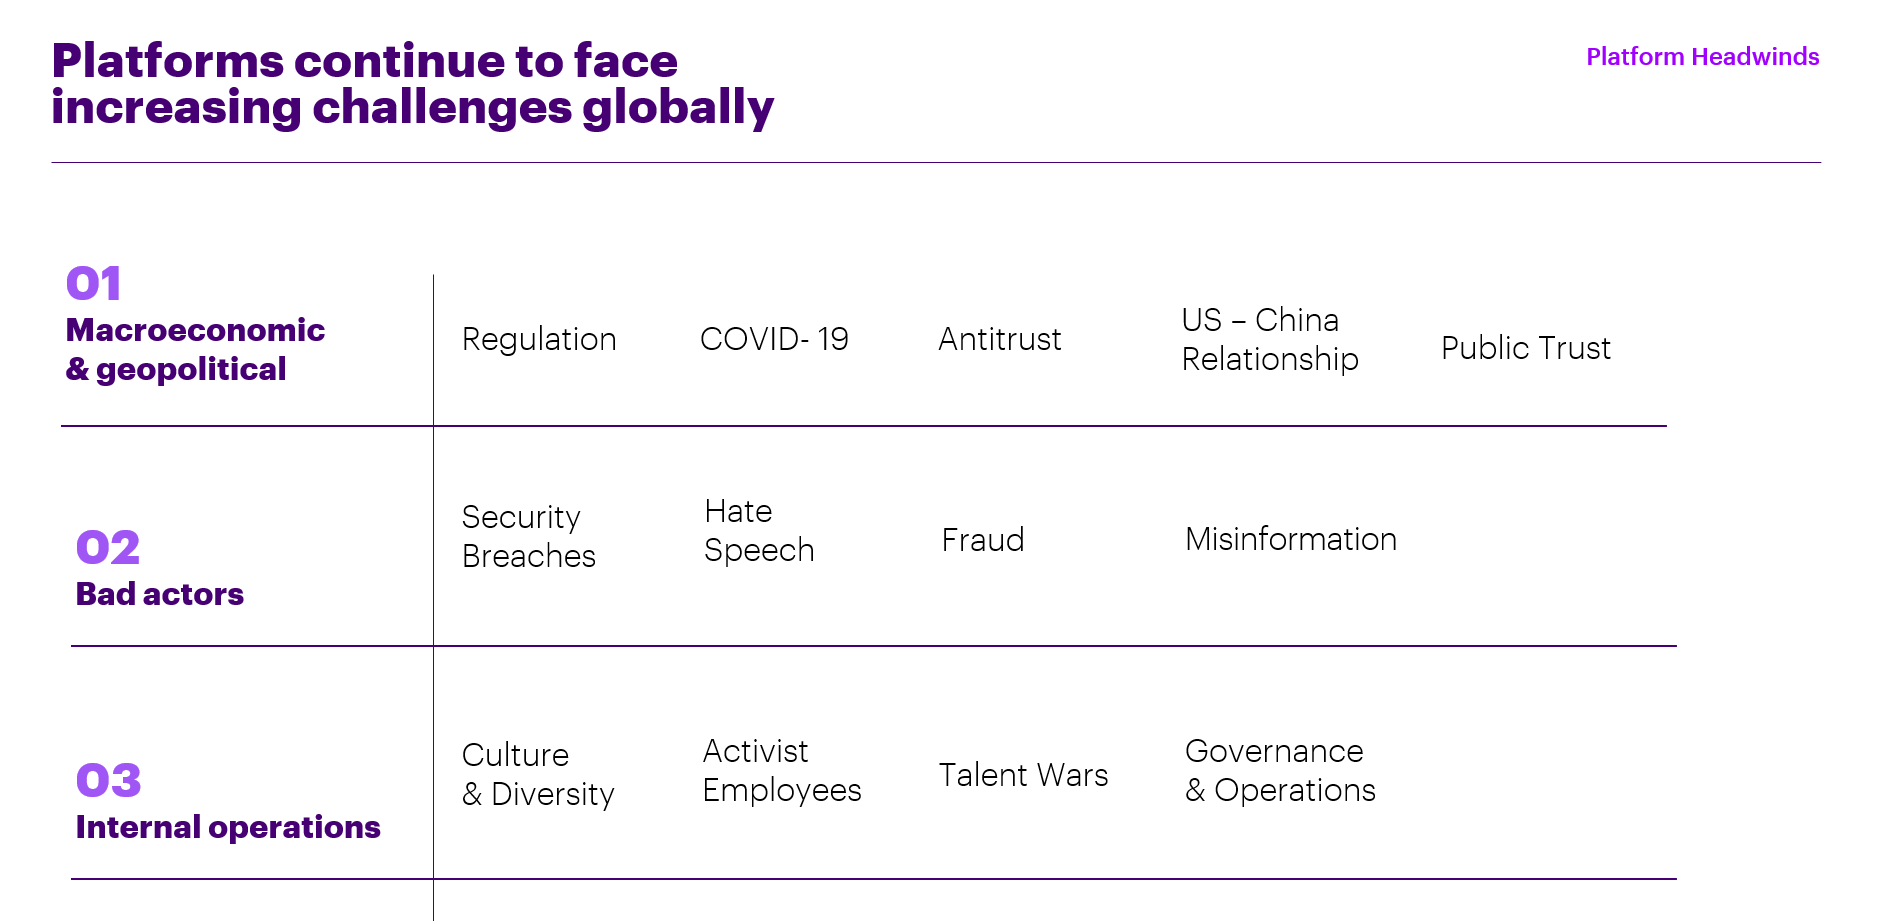 Platforms continue to face
increasing challenges globally
Platform Headwinds
01
Macroeconomic
& geopolitical
Regulation
COVID- 19
Antitrust
US – China
Relationship
Public Trust
02
Bad actors
Security
Breaches
Hate
Speech
Fraud
Misinformation
03
Internal operations
Culture
& Diversity
Activist
Employees
Talent Wars
Governance
& Operations